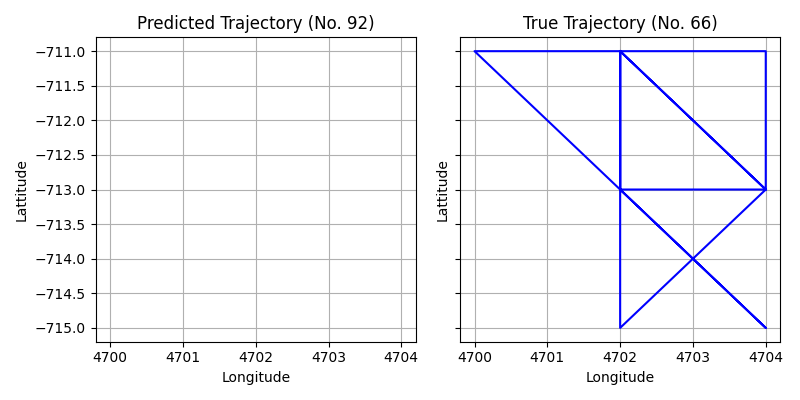 Predicted Trajectory (No. 92)
True Trajectory (No. 66)
−711.0
−711.5
−712.0
−712.5
−713.0
−713.5
−714.0
−714.5
−715.0
Lattitude
Lattitude
4700 4701 4702 4703 4704
4700 4701 4702 4703 4704
Longitude
Longitude